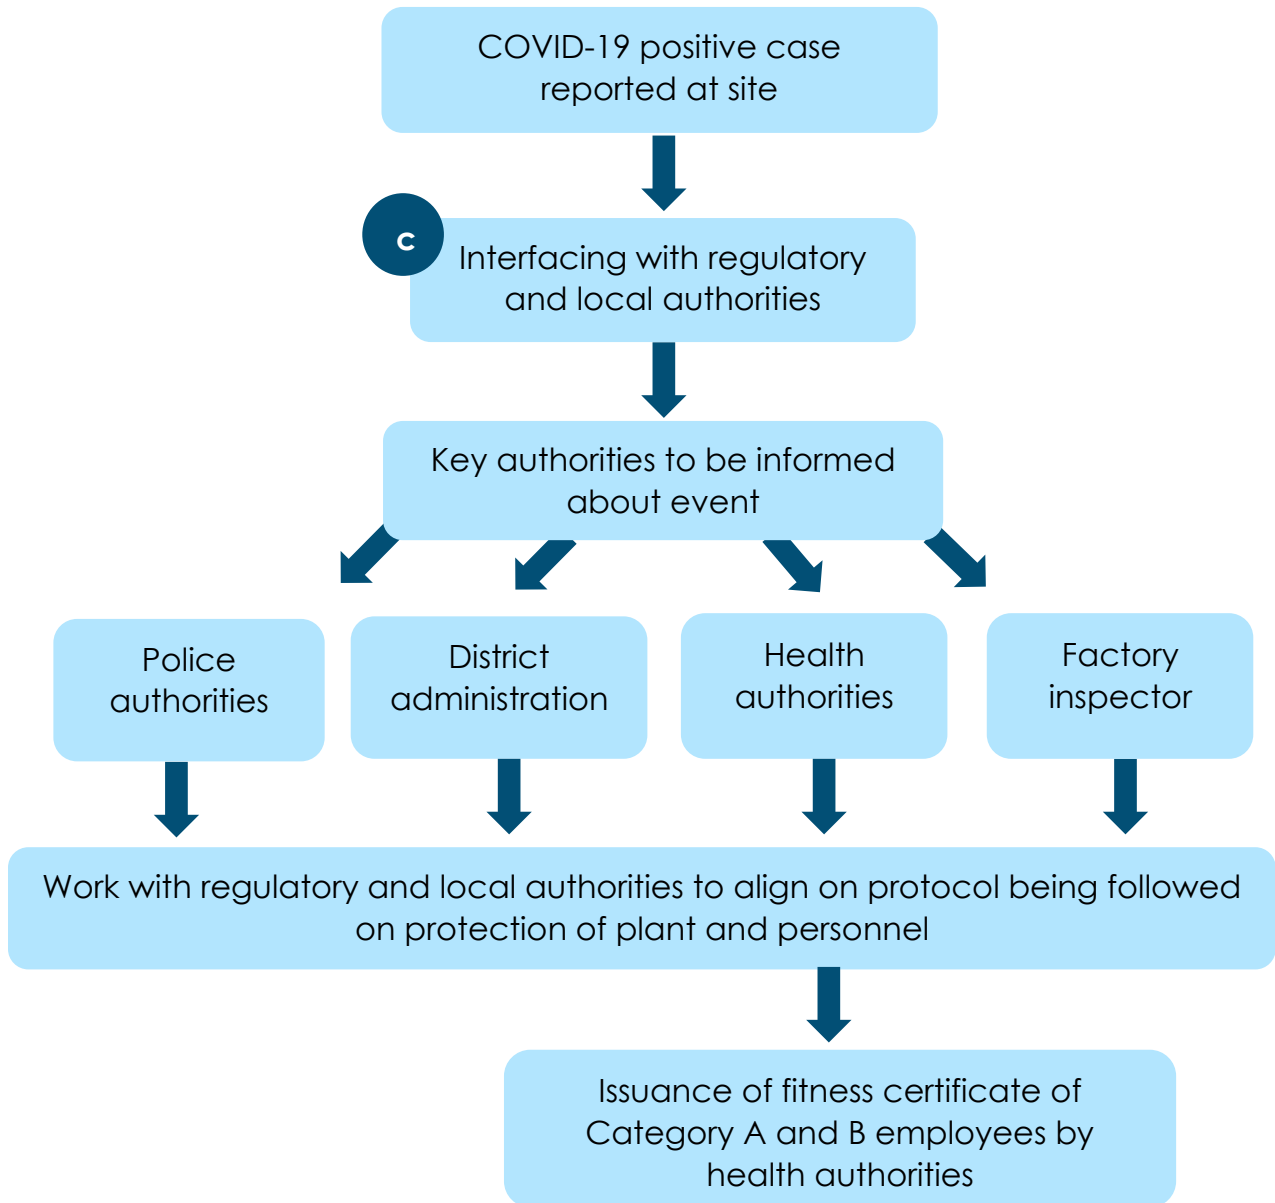 COVID-19 positive case
reported at site
c
Interfacing with regulatory
and local authorities
Key authorities to be informed
about event
Police
authorities
District
administration
Health
authorities
Factory
inspector
Work with regulatory and local authorities to align on protocol being followed
on protection of plant and personnel
Issuance of fitness certificate of
Category A and B employees by
health authorities